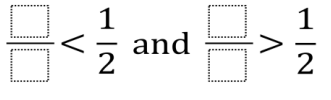 □/□ < 1/2 and □/□ > 1/2